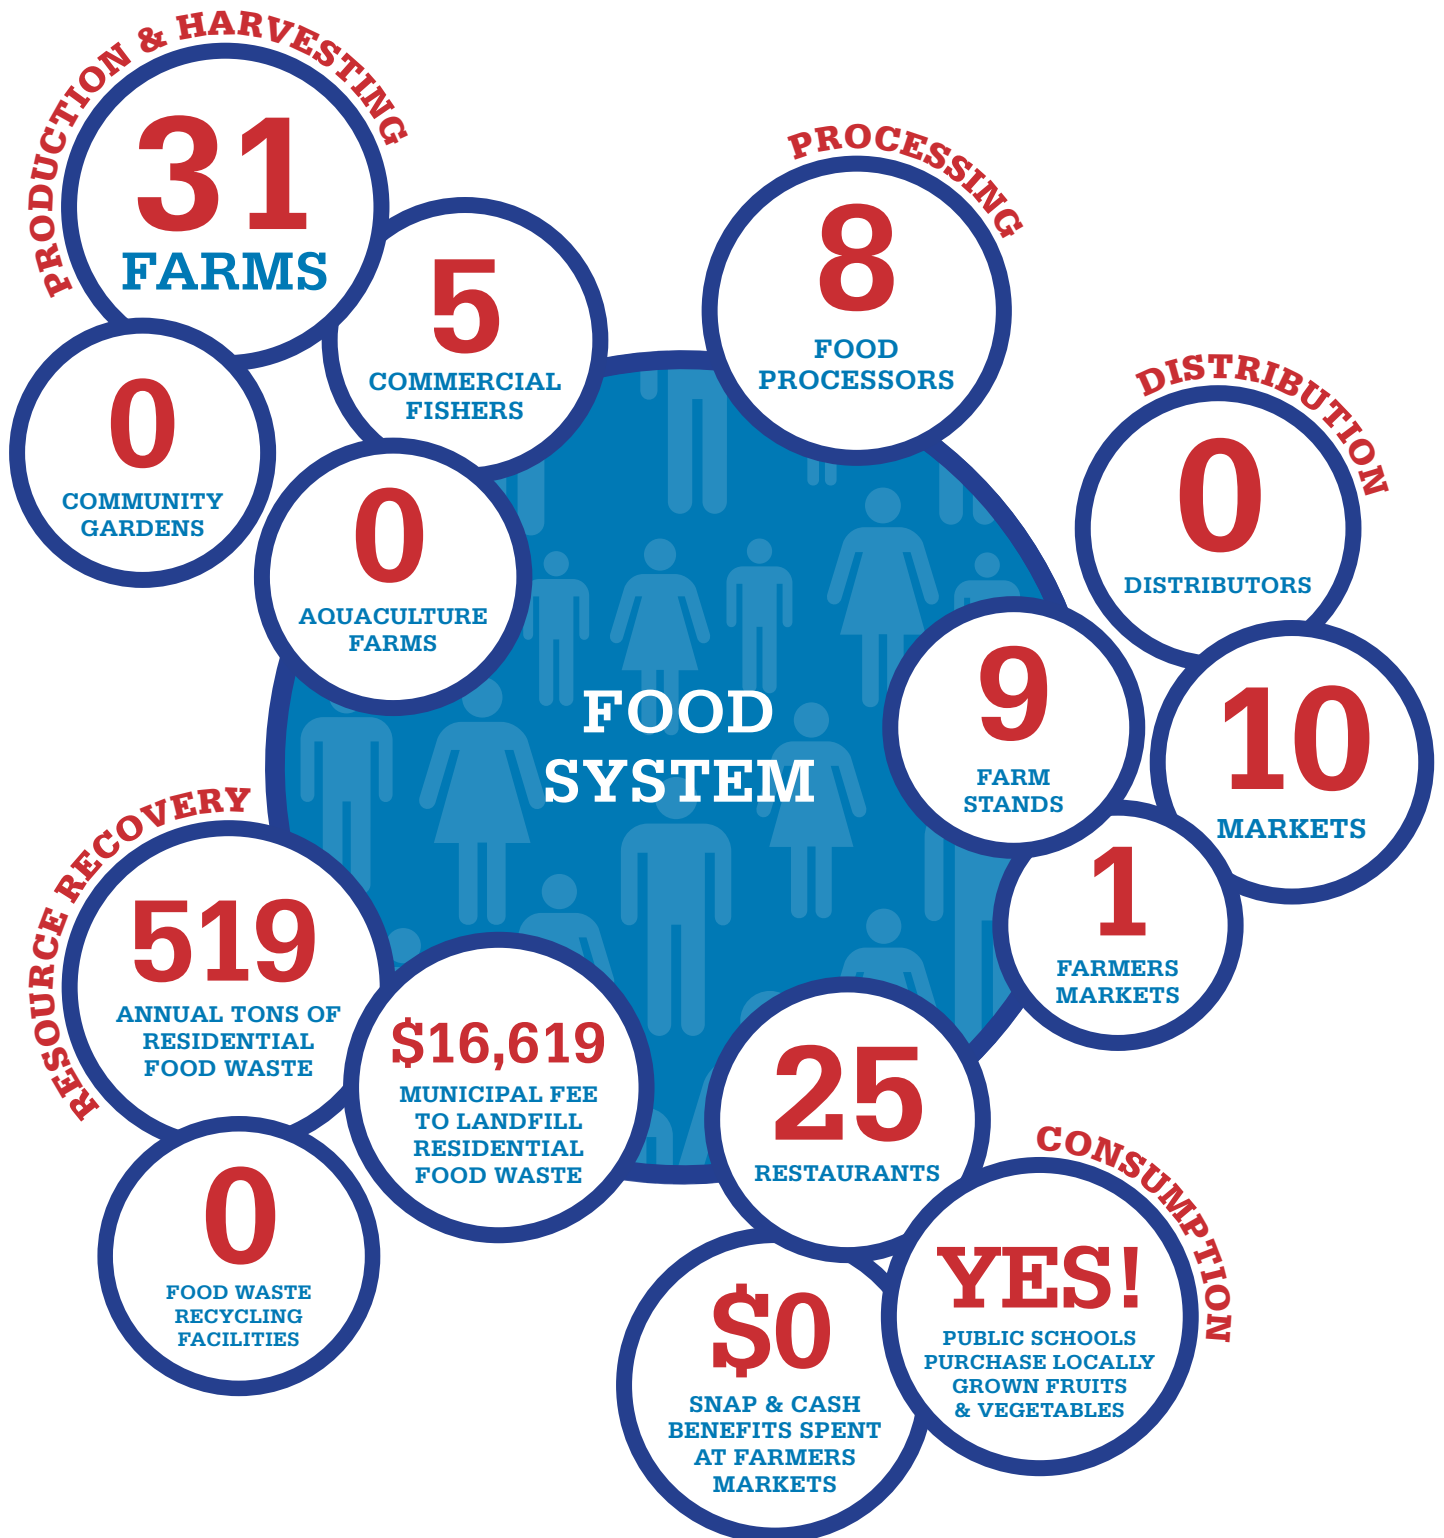 PRODUCTION & HARVESTING
31
FARMS
5
COMMERCIAL
FISHERS
0
COMMUNITY
GARDENS
0
AQUACULTURE
FARMS
PROCESSING
8
FOOD
PROCESSORS
DISTRIBUTION
0
DISTRIBUTORS
9
FARM
STANDS
10
MARKETS
1
FARMERS
MARKETS
FOOD
SYSTEM
RESOURCE RECOVERY
519
ANNUAL TONS OF
RESIDENTIAL
FOOD WASTE
$16,619
MUNICIPAL FEE
TO LANDFILL
RESIDENTIAL
FOOD WASTE
0
FOOD WASTE
RECYCLING
FACILITIES
CONSUMPTION
25
RESTAURANTS
YES!
PUBLIC SCHOOLS
PURCHASE LOCALLY
GROWN FRUITS
& VEGETABLES
$0
SNAP & CASH
BENEFITS SPENT
AT FARMERS
MARKETS